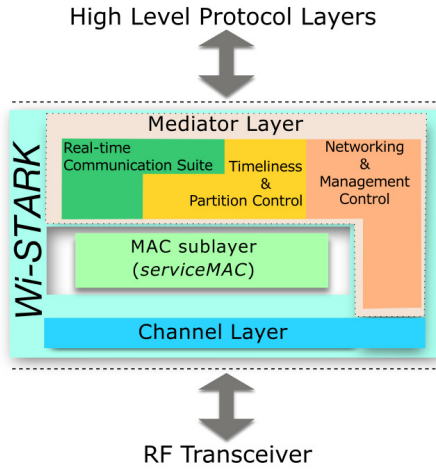 High Level Protocol Layers
Wi-STARK
Mediator Layer
Real-time
Communication Suite
Timeliness
&
Partition Control
Networking
&
Management
Control
MAC sublayer
(serviceMAC)
Channel Layer
RF Transceiver